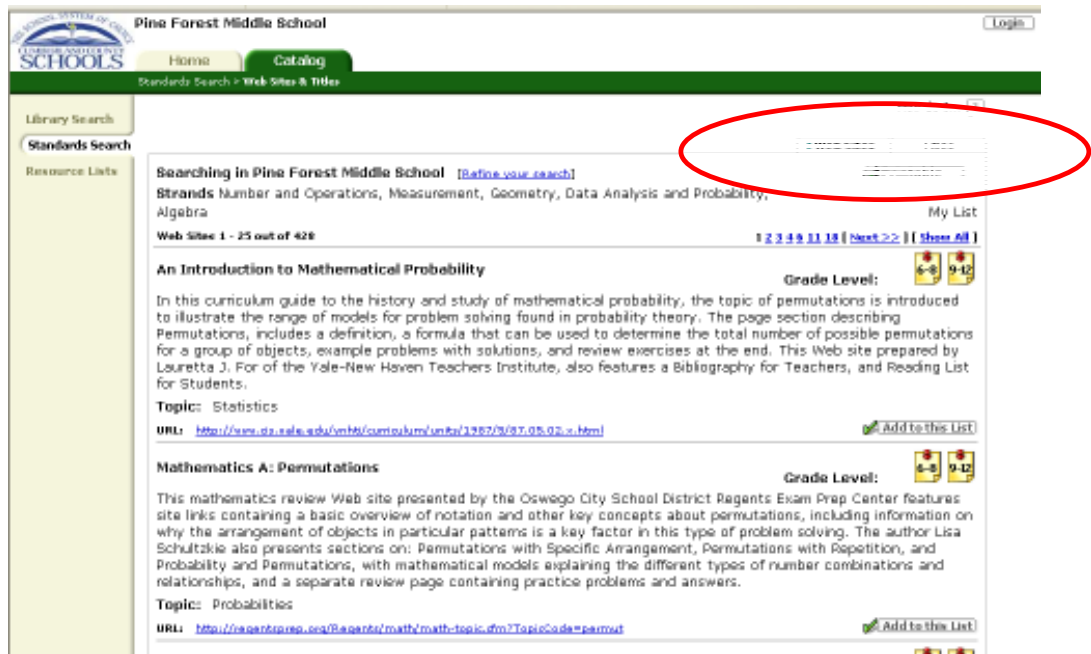 THE SCHOOL SYSTEM OF CHOICE
CUMBERLAND COUNTY
SCHOOLS
Pine Forest Middle School
Login
Home
Catalog
Standards Search > Web Sites & Titles
Library Search
Standards Search
Resource Lists
Searching in Pine Forest Middle School [Refine your search]
Strands Number and Operations, Measurement, Geometry, Data Analysis and Probability,
Algebra
My List
Web Sites 1 - 25 out of 428
1 2 3 4 6 11 18 [ Next >> ] [ Show All ]
An Introduction to Mathematical Probability
Grade Level: 6-8 9-12
In this curriculum guide to the history and study of mathematical probability, the topic of permutations is introduced
to illustrate the range of models for problem solving found in probability theory. The page section describing
Permutations, includes a definition, a formula that can be used to determine the total number of possible permutations
for a group of objects, example problems with solutions, and review exercises at the end. This Web site prepared by
Lauretta J. For of the Yale-New Haven Teachers Institute, also features a Bibliography for Teachers, and Reading List
for Students.
Topic: Statistics
URL: http://www.cis.yale.edu/ynhti/curriculum/units/1987/5/87.05.02.x.html
Add to this List
Mathematics A: Permutations
Grade Level: 6-8 9-12
This mathematics review Web site presented by the Oswego City School District Regents Exam Prep Center features
site links containing a basic overview of notation and other key concepts about permutations, including information on
why the arrangement of objects in particular patterns is a key factor in this type of problem solving. The author Lisa
Schultzkie also presents sections on: Permutations with Specific Arrangement, Permutations with Repetition, and
Probability and Permutations, with mathematical models explaining the different types of number combinations and
relationships, and a separate review page containing practice problems and answers.
Topic: Probabilities
URL: http://regentsprep.org/Regents/math/math-topic.cfm?TopicCode=permut
Add to this List